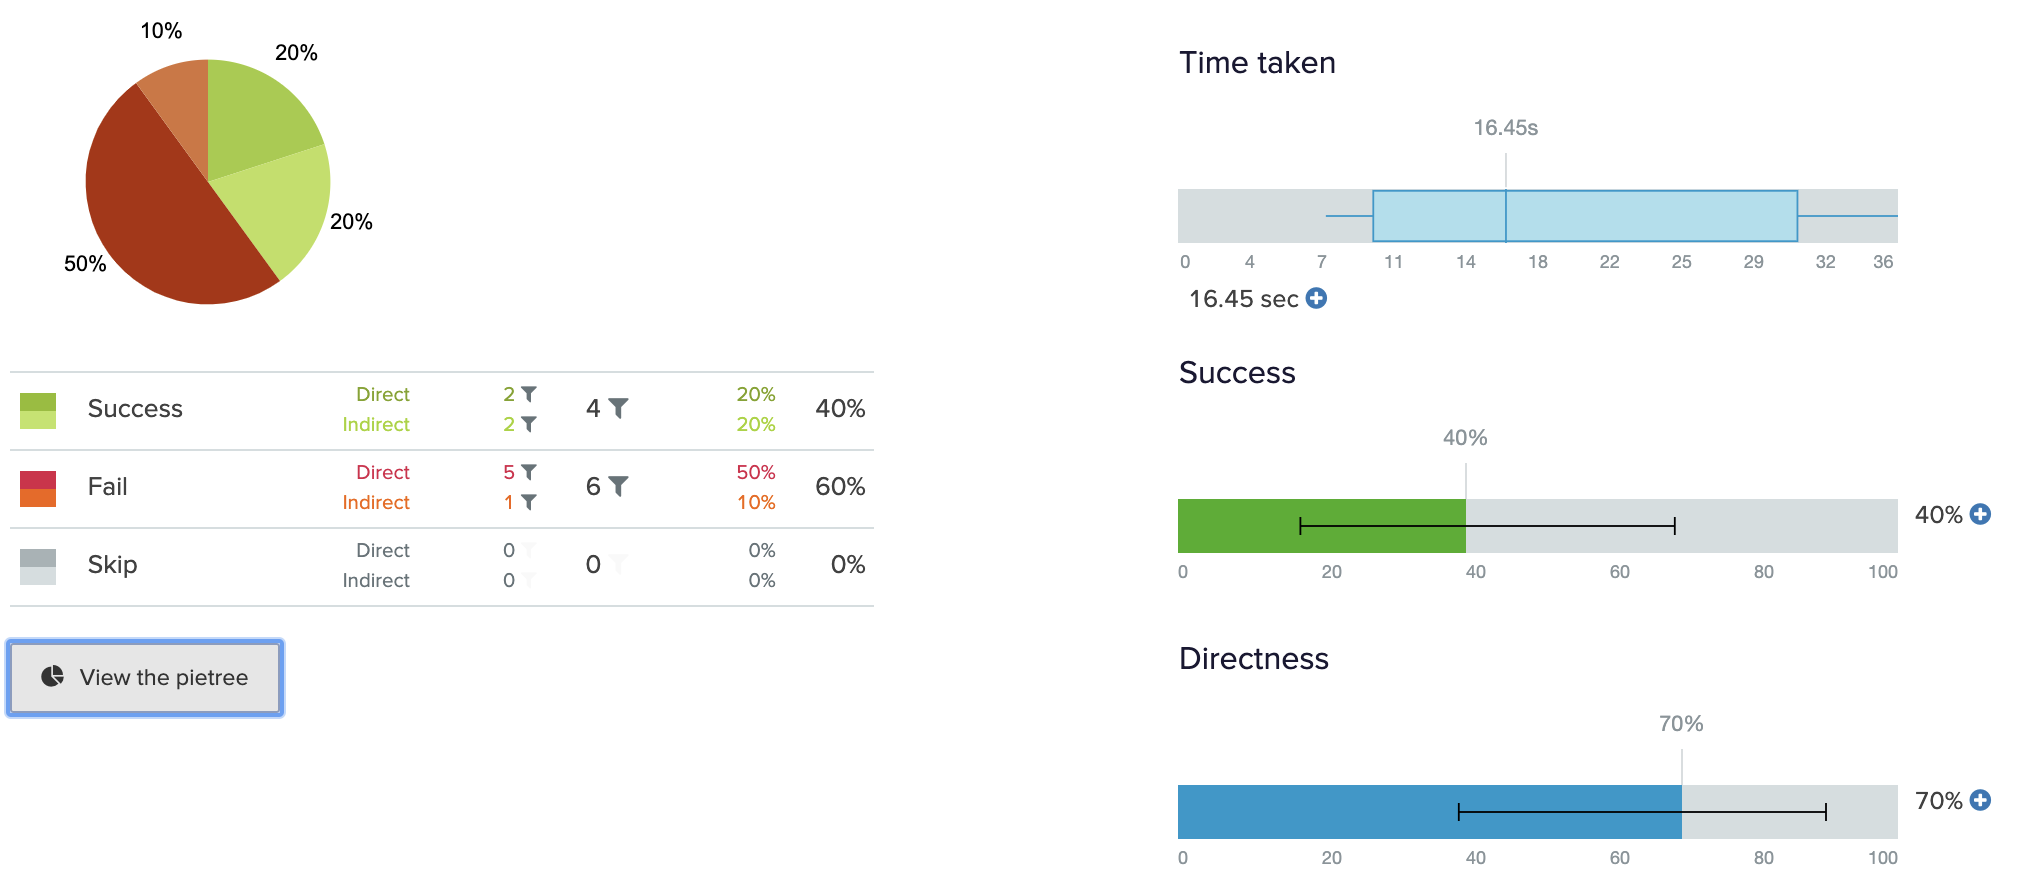 10%
20%
20%
50%
Success Direct 2 20%
Indirect 2 20%
4 40%
Fail Direct 5 50%
Indirect 1 10%
6 60%
Skip Direct 0 0%
Indirect 0 0%
0 0%
View the pietree
Time taken
16.45s
0 4 7 11 14 18 22 25 29 32 36
16.45 sec
Success
40%
40%
0 20 40 60 80 100
Directness
70%
70%
0 20 40 60 80 100